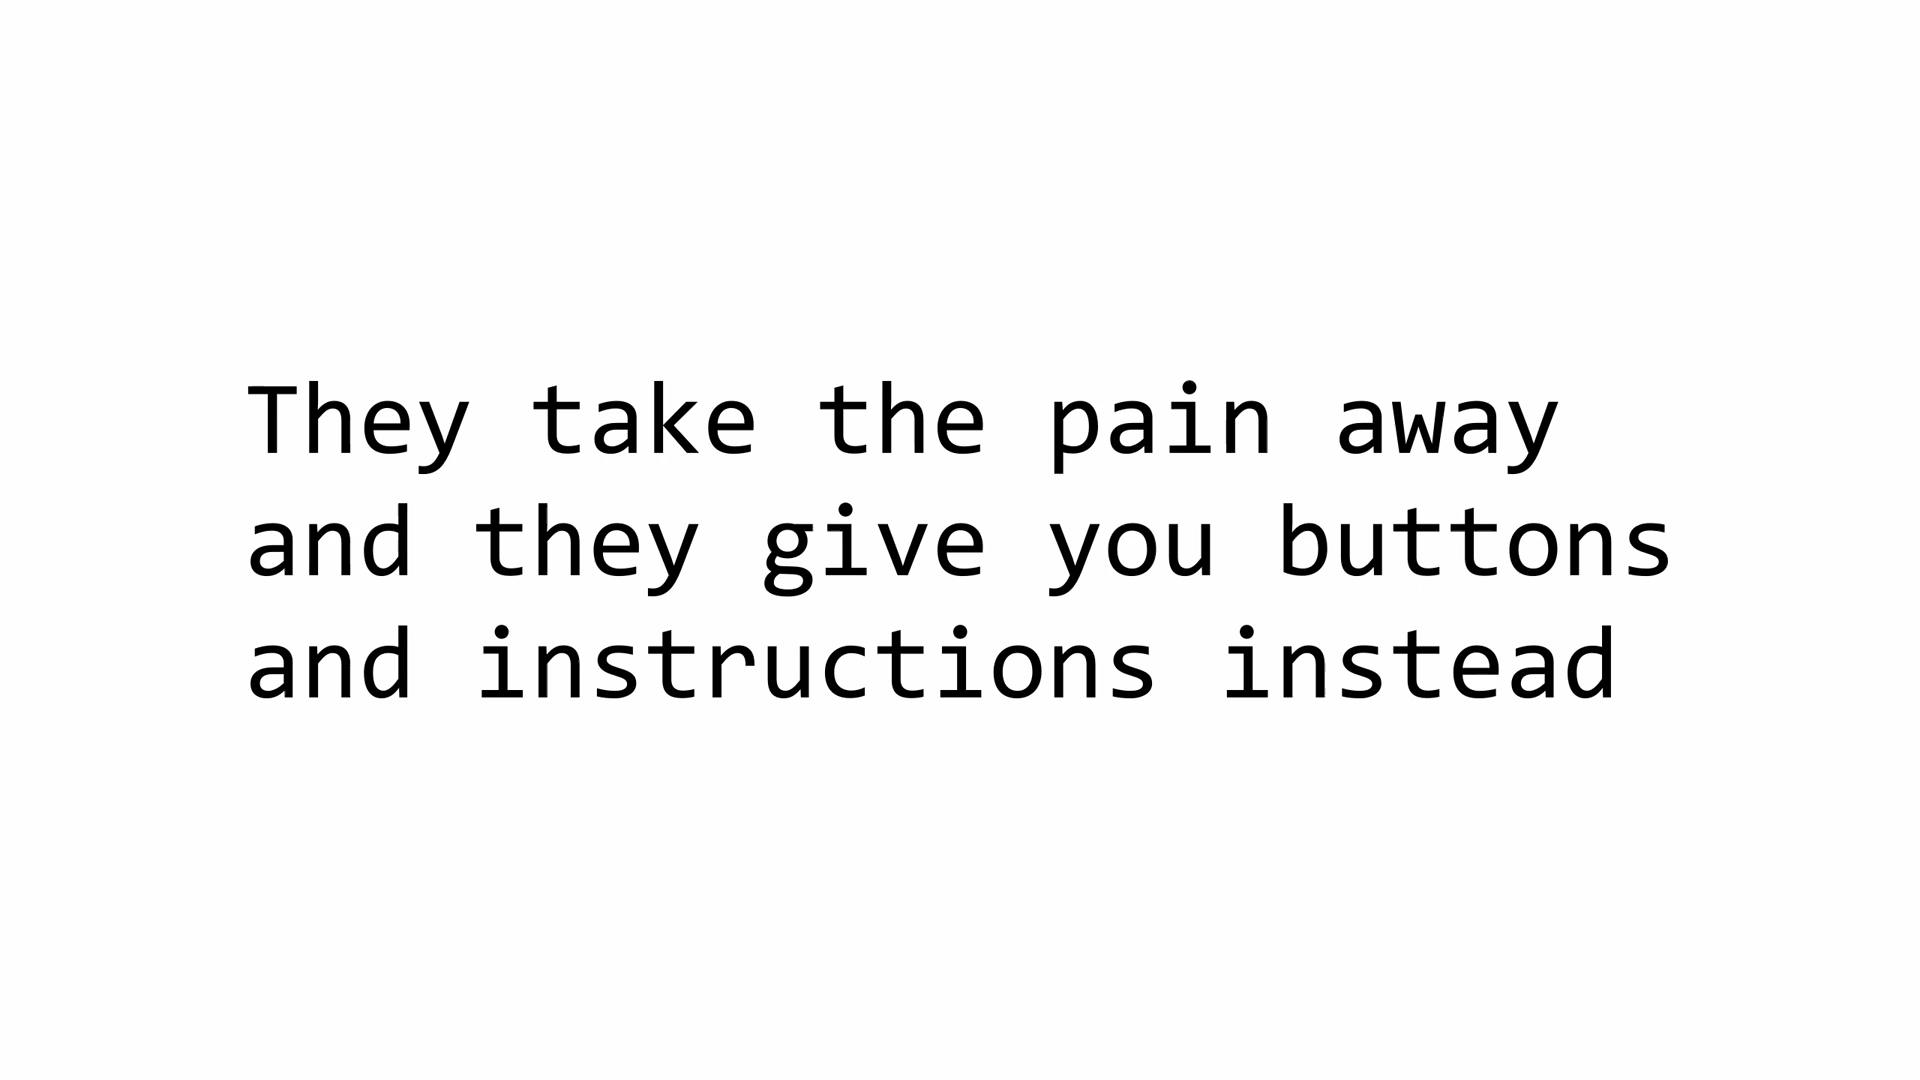 They take the pain away
and they give you buttons
and instructions instead